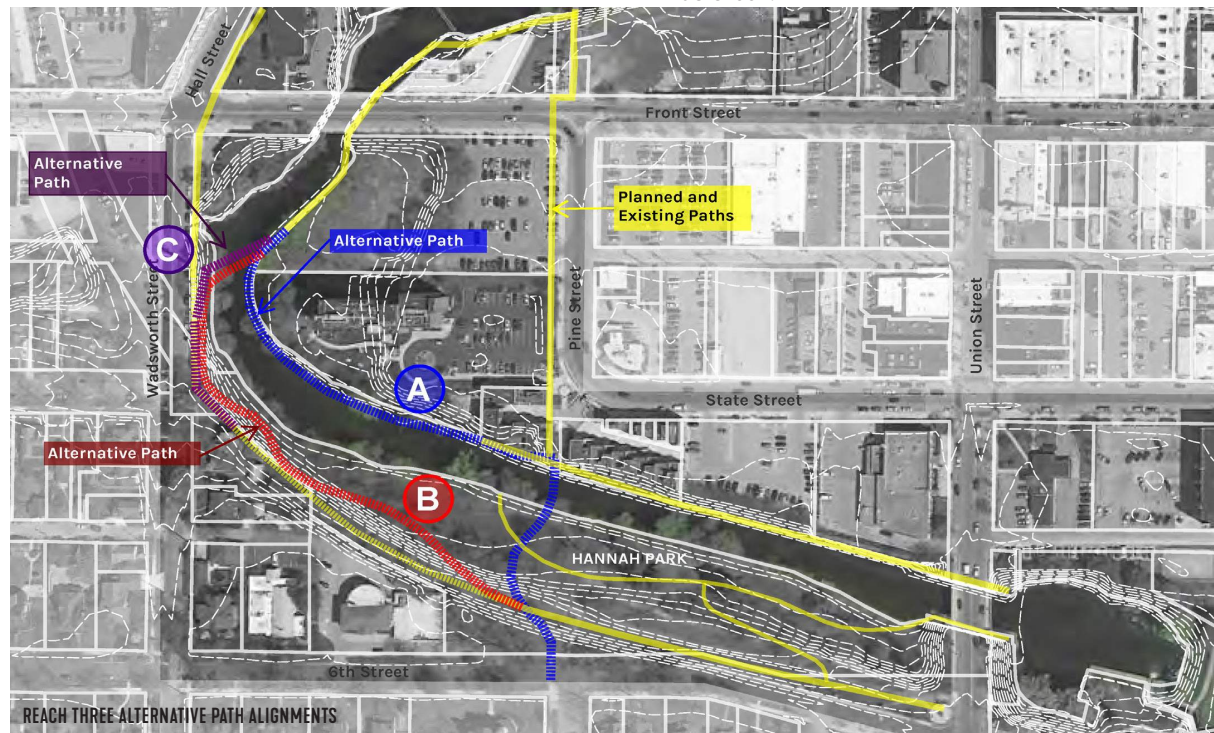 Hall Street
Front Street
Alternative
Path
Planned and
Existing Paths
Alternative Path
C
Wadsworth Street
Pine Street
Union Street
A
State Street
Alternative Path
B
HANNAH PARK
6th Street
REACH THREE ALTERNATIVE PATH ALIGNMENTS